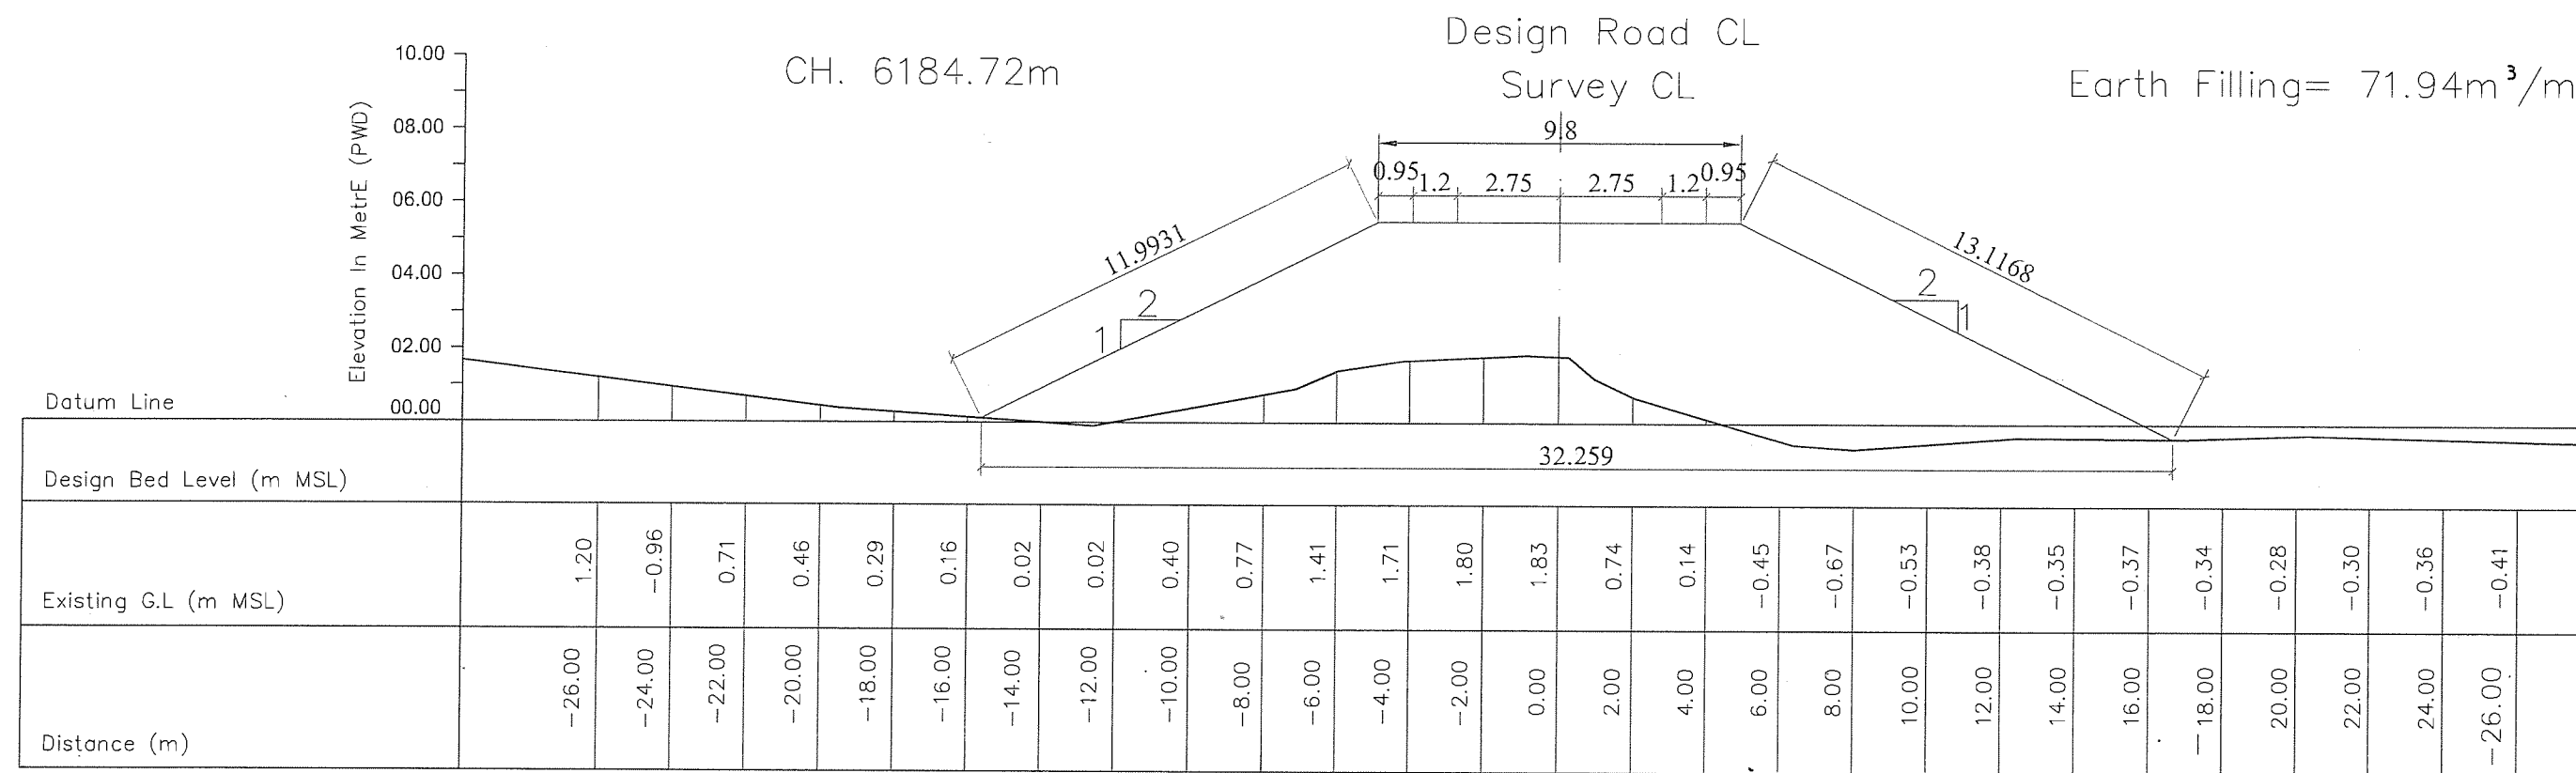 Design Road CL
CH. 6184.72m
Survey CL
Earth Filling= 71.94m³/m
Elevation In MetrE (PWD)
10.00
08.00
06.00
04.00
02.00
00.00
9.8
0.95 1.2 2.75 2.75 1.2 0.95
11.9931
13.1168
2
1
2
1
32.259
Datum Line
Design Bed Level (m MSL)
Existing G.L (m MSL) 1.20 -0.96 0.71 0.46 0.29 0.16 0.02 0.02 0.40 0.77 1.41 1.71 1.80 1.83 0.74 0.14 -0.45 -0.67 -0.53 -0.38 -0.35 -0.37 -0.34 -0.28 -0.30 -0.36 -0.41
Distance (m) -26.00 -24.00 -22.00 -20.00 -18.00 -16.00 -14.00 -12.00 -10.00 -8.00 -6.00 -4.00 -2.00 0.00 2.00 4.00 6.00 8.00 10.00 12.00 14.00 16.00 -18.00 20.00 22.00 24.00 -26.00